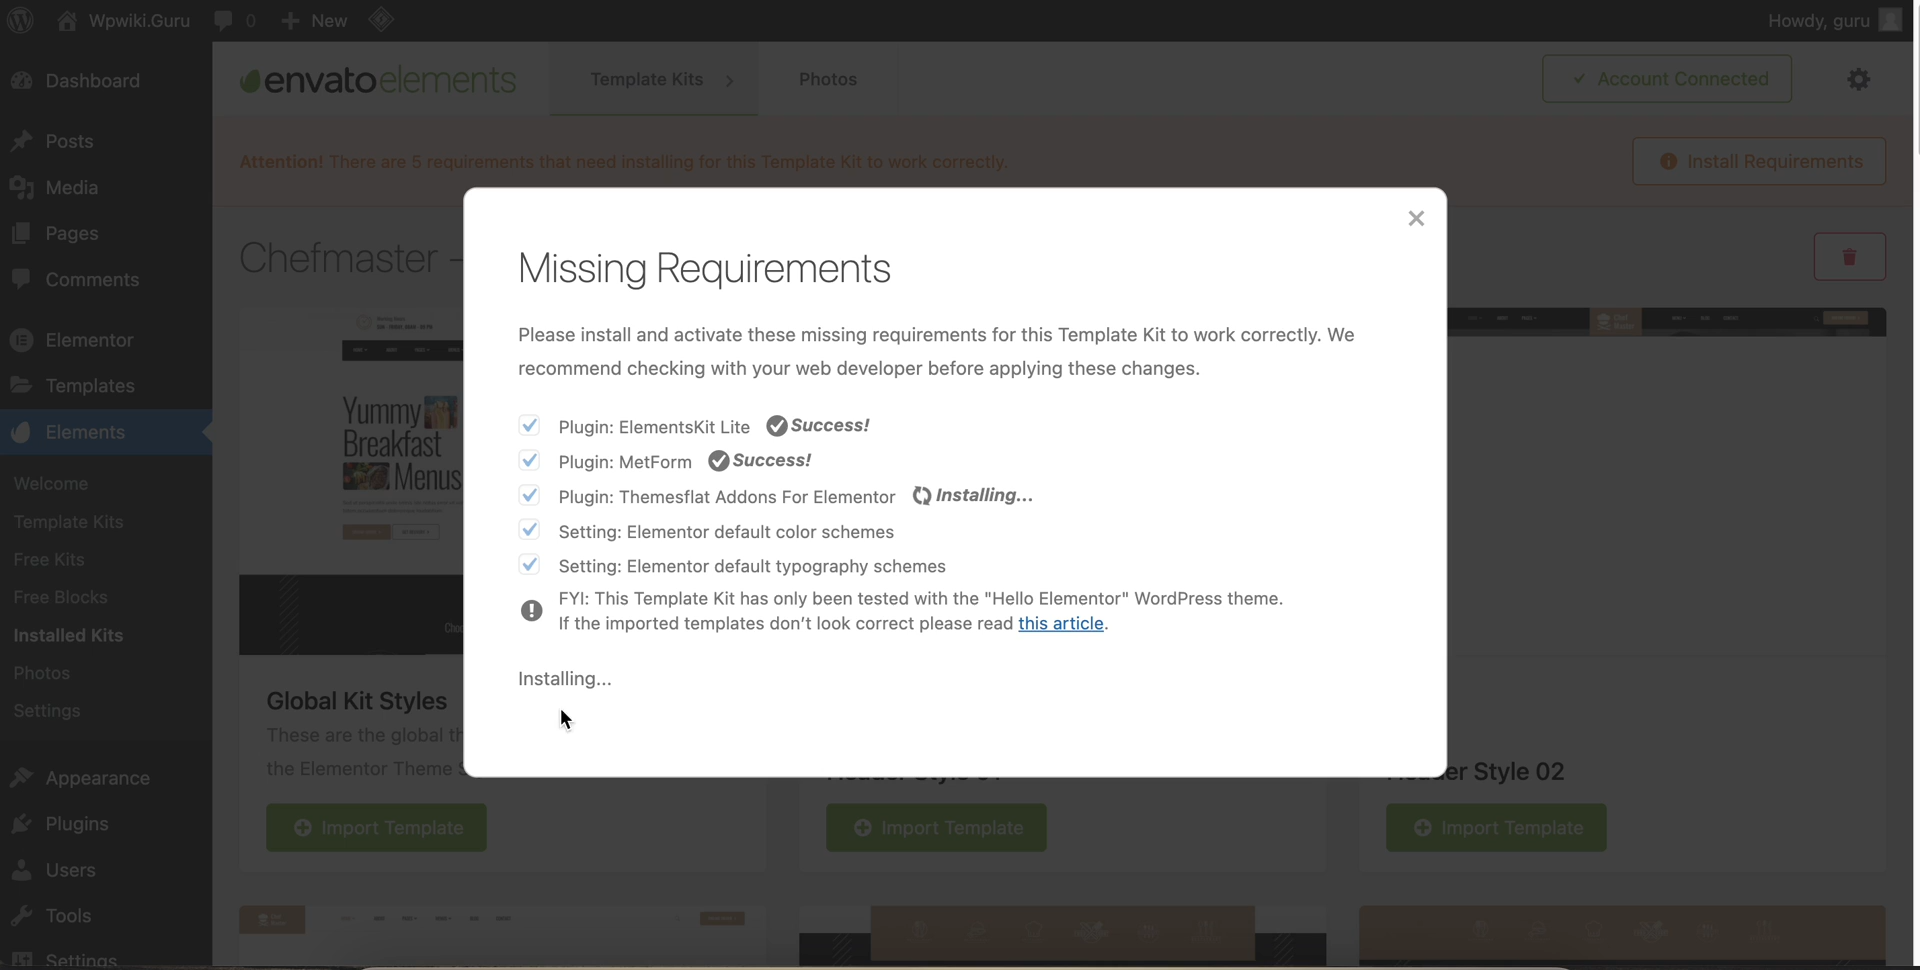 Wpwiki.Guru 0 New
Howdy, guru
Dashboard
Posts
Media
Pages
Comments
Elementor
Templates
Elements
Welcome
Template Kits
Free Kits
Free Blocks
Installed Kits
Photos
Settings
Appearance
Plugins
Users
Tools
Settings
envato elements
Template Kits
Photos
Account Connected
Attention! There are 5 requirements that need installing for this Template Kit to work correctly.
Install Requirements
Chefmaster –
Missing Requirements
Please install and activate these missing requirements for this Template Kit to work correctly. We
recommend checking with your web developer before applying these changes.
Plugin: ElementsKit Lite Success!
Plugin: MetForm Success!
Plugin: Themesflat Addons For Elementor Installing...
Setting: Elementor default color schemes
Setting: Elementor default typography schemes
FYI: This Template Kit has only been tested with the "Hello Elementor" WordPress theme.
If the imported templates don’t look correct please read this article.
Installing...
Yummy
Breakfast
Menus
Global Kit Styles
These are the global th
the Elementor Theme S
Import Template
Import Template
er Style 02
Import Template